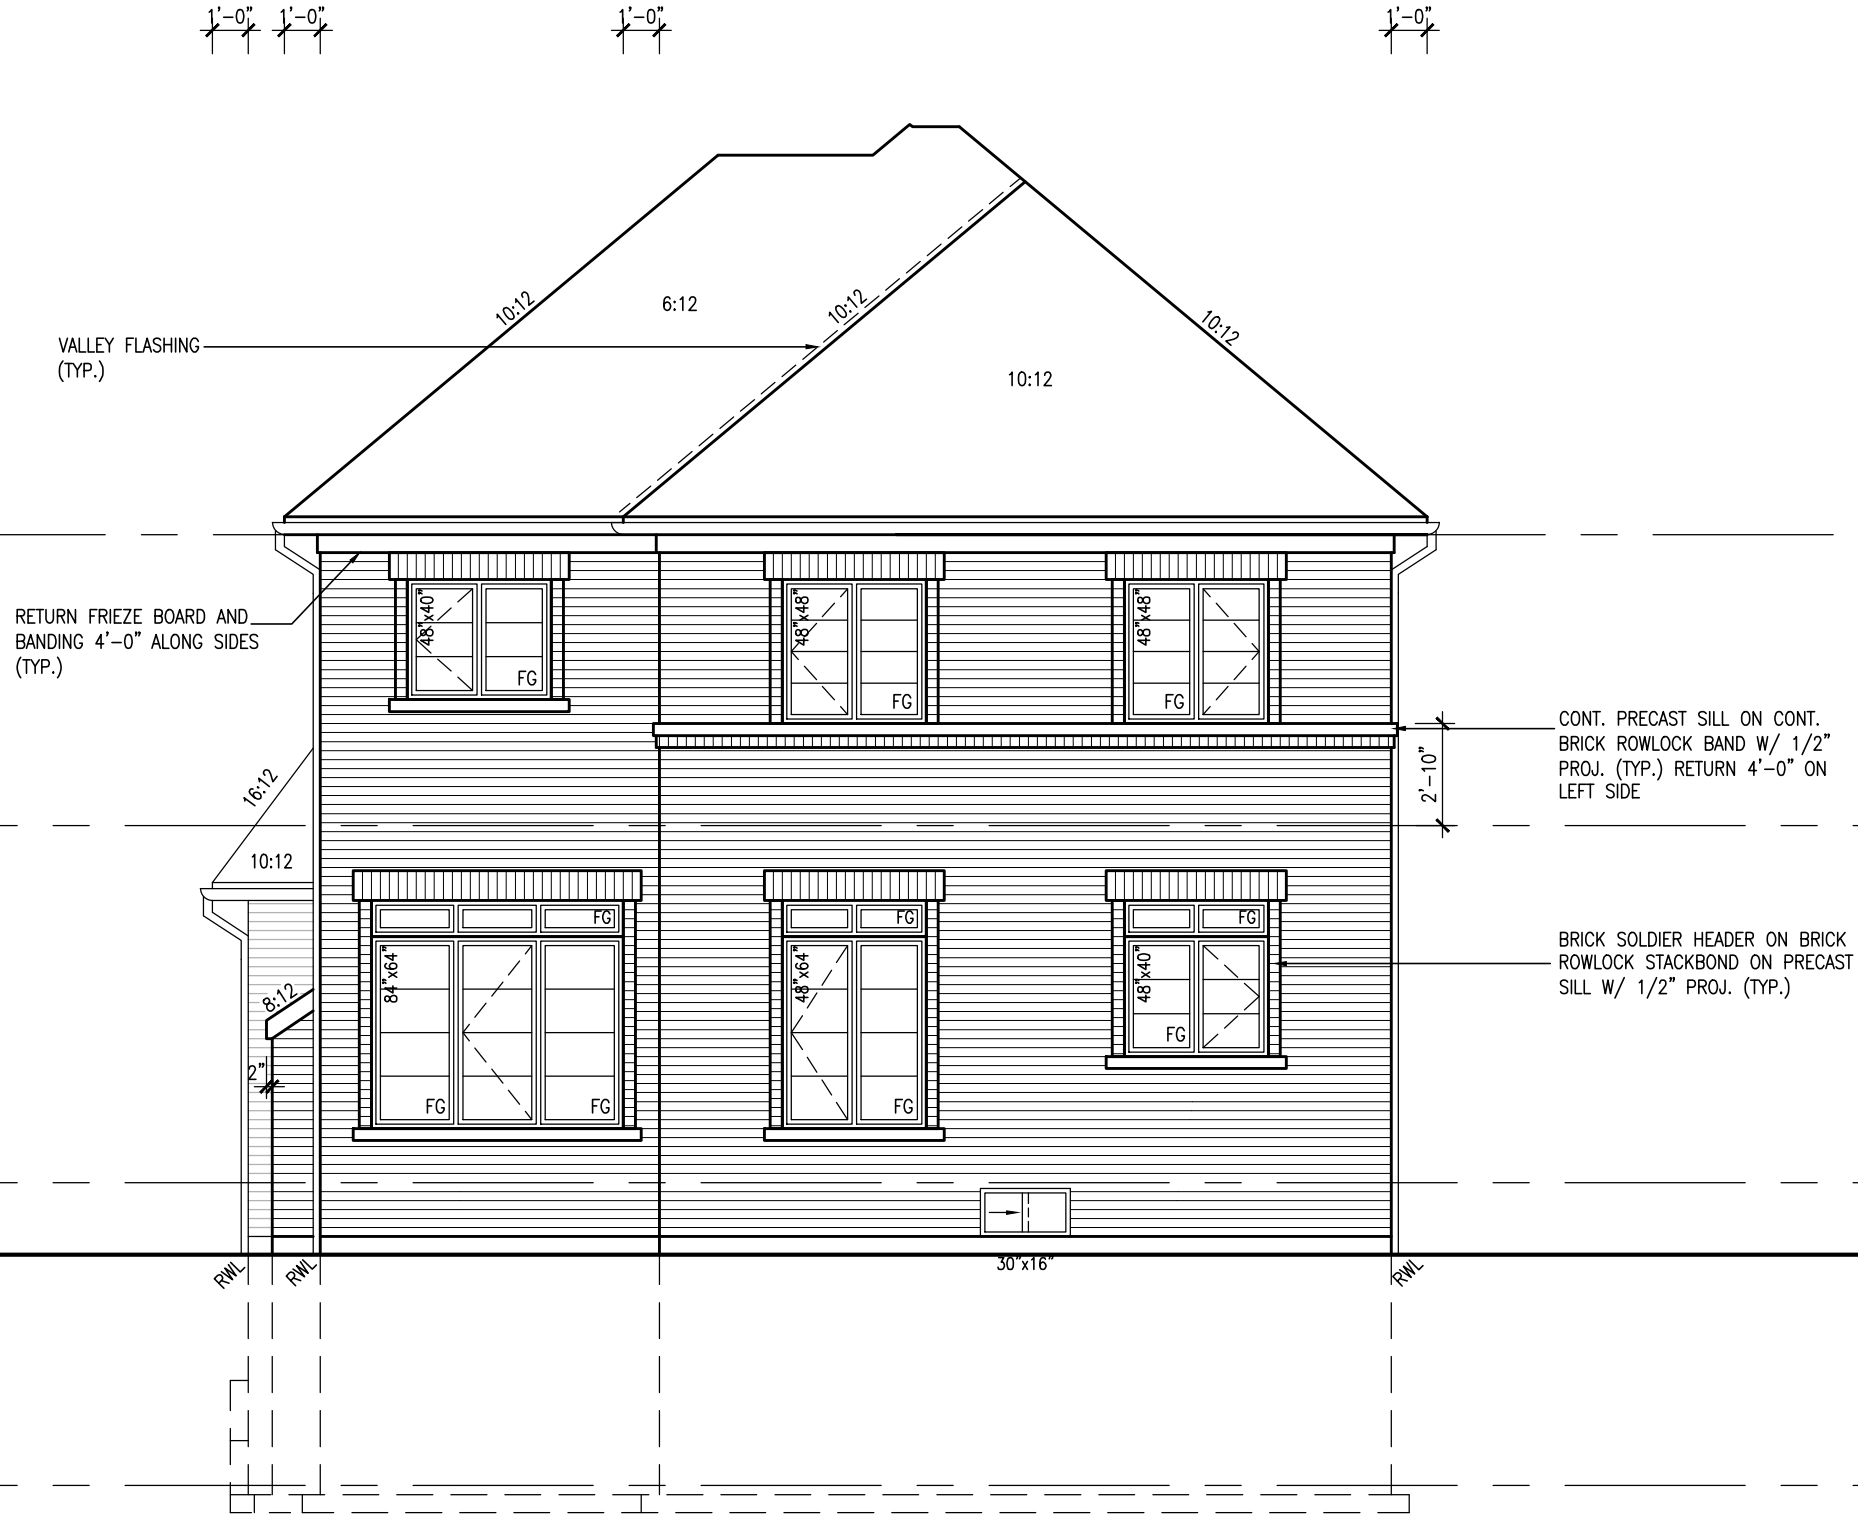 1'-0"
1'-0"
1'-0"
1'-0"
10:12
6:12
10:12
10:12
VALLEY FLASHING
(TYP.)
10:12
RETURN FRIEZE BOARD AND
BANDING 4'-0" ALONG SIDES
(TYP.)
48"x40"
FG
48"x48"
FG
48"x48"
FG
CONT. PRECAST SILL ON CONT.
BRICK ROWLOCK BAND W/ 1/2"
PROJ. (TYP.) RETURN 4'-0" ON
LEFT SIDE
2'-10"
16:12
10:12
FG
FG
FG
84"x64"
FG
FG
48"x64"
FG
48"x40"
FG
BRICK SOLDIER HEADER ON BRICK
ROWLOCK STACKBOND ON PRECAST
SILL W/ 1/2" PROJ. (TYP.)
8:12
2"
30"x16"
RWL
RWL
RWL